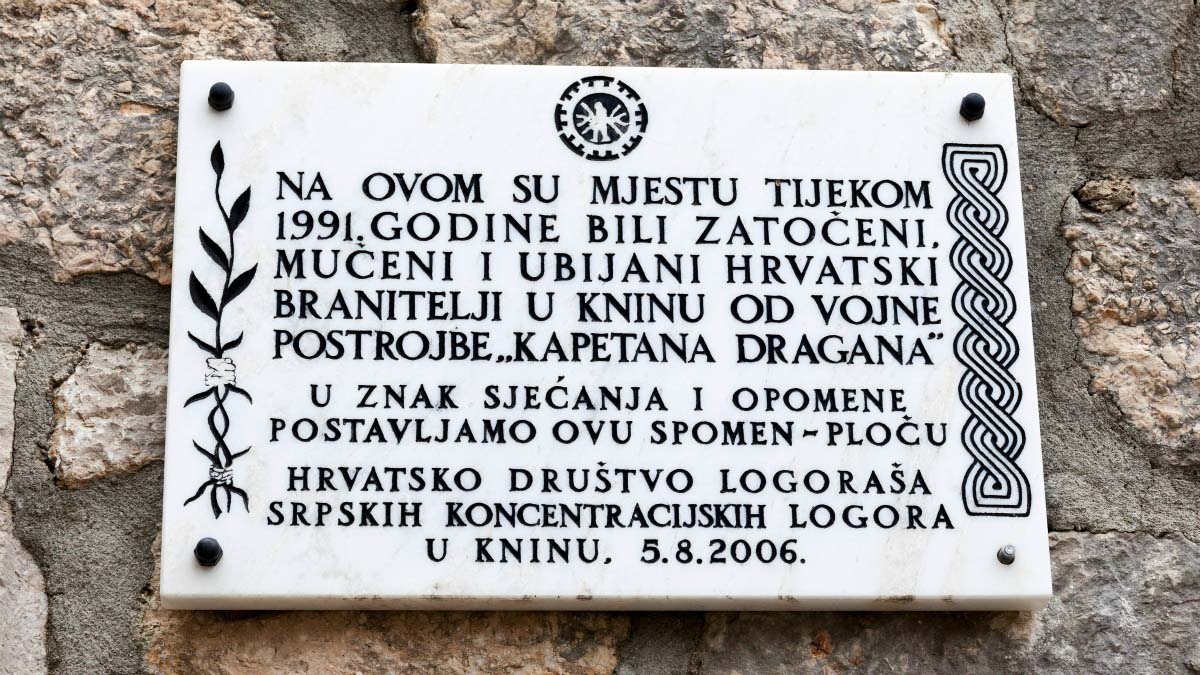 NA OVOM SU MJESTU TIJEKOM
1991. GODINE BILI ZATOČENI,
MUČENI I UBIJANI HRVATSKI
BRANITELJI U KNINU OD VOJNE
POSTROJBE „KAPETANA DRAGANA”
U ZNAK SJEĆANJA I OPOMENE
POSTAVLJAMO OVU SPOMEN-PLOČU
HRVATSKO DRUŠTVO LOGORAŠA
SRPSKIH KONCENTRACIJSKIH LOGORA
U KNINU, 5.8.2006.